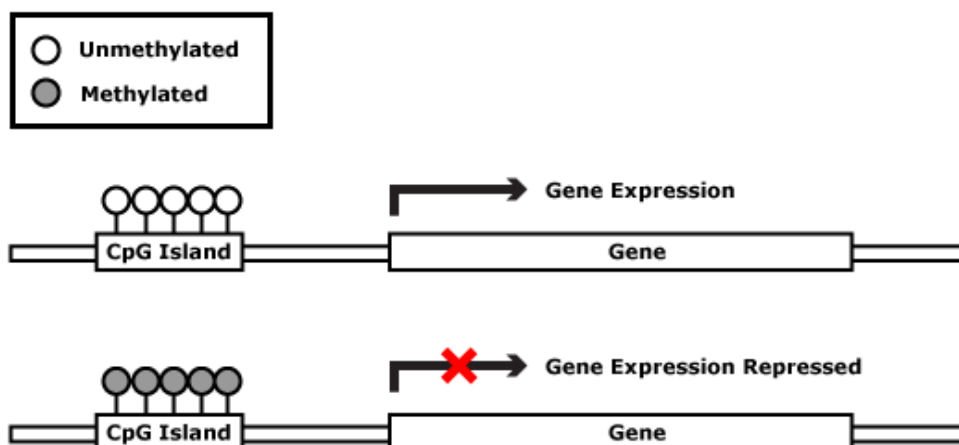 Unmethylated
Methylated
Gene Expression
CpG Island
Gene
Gene Expression Repressed
CpG Island
Gene